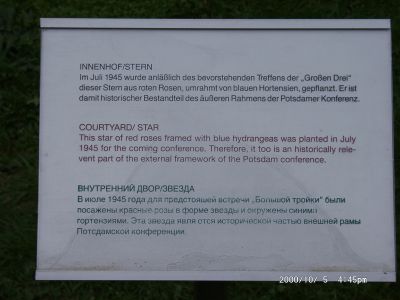 INNENHOF/STERN
Im Juli 1945 wurde anläßlich des bevorstehenden Treffens der „Großen Drei“
dieser Stern aus roten Rosen, umrahmt von blauen Hortensien, gepflanzt. Er ist
damit historischer Bestandteil des äußeren Rahmens der Potsdamer Konferenz.
COURTYARD/ STAR
This star of red roses framed with blue hydrangeas was planted in July
1945 for the coming conference. Therefore, it too is an historically rele-
vent part of the external framework of the Potsdam conference.
ВНУТРЕННИЙ ДВОР/ЗВЕЗДА
В июле 1945 года для предстояшей встречи „Большой тройки“ были
посажены красные розы в форме звезды и окружены синими
гортензиями. Эта звезда явля отся исторической частью внешней рамы
Потсдамской конференции.
2000/10/ 5 4:45pm